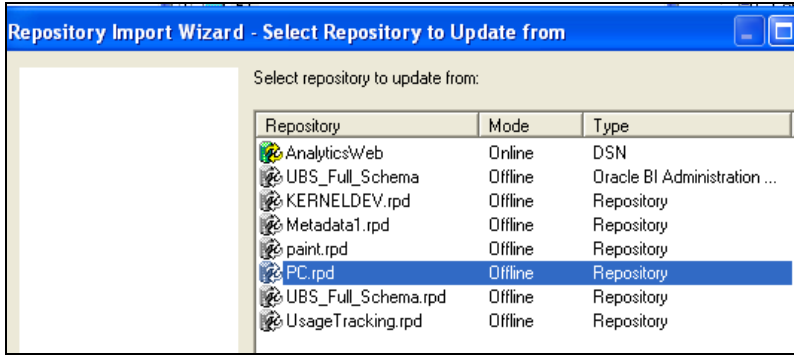 Repository Import Wizard - Select Repository to Update from
Select repository to update from:
Repository Mode Type
AnalyticsWeb Online DSN
UBS_Full_Schema Offline Oracle BI Administration ...
KERNELDEV.rpd Offline Repository
Metadata1.rpd Offline Repository
paint.rpd Offline Repository
PC.rpd Offline Repository
UBS_Full_Schema.rpd Offline Repository
UsageTracking.rpd Offline Repository